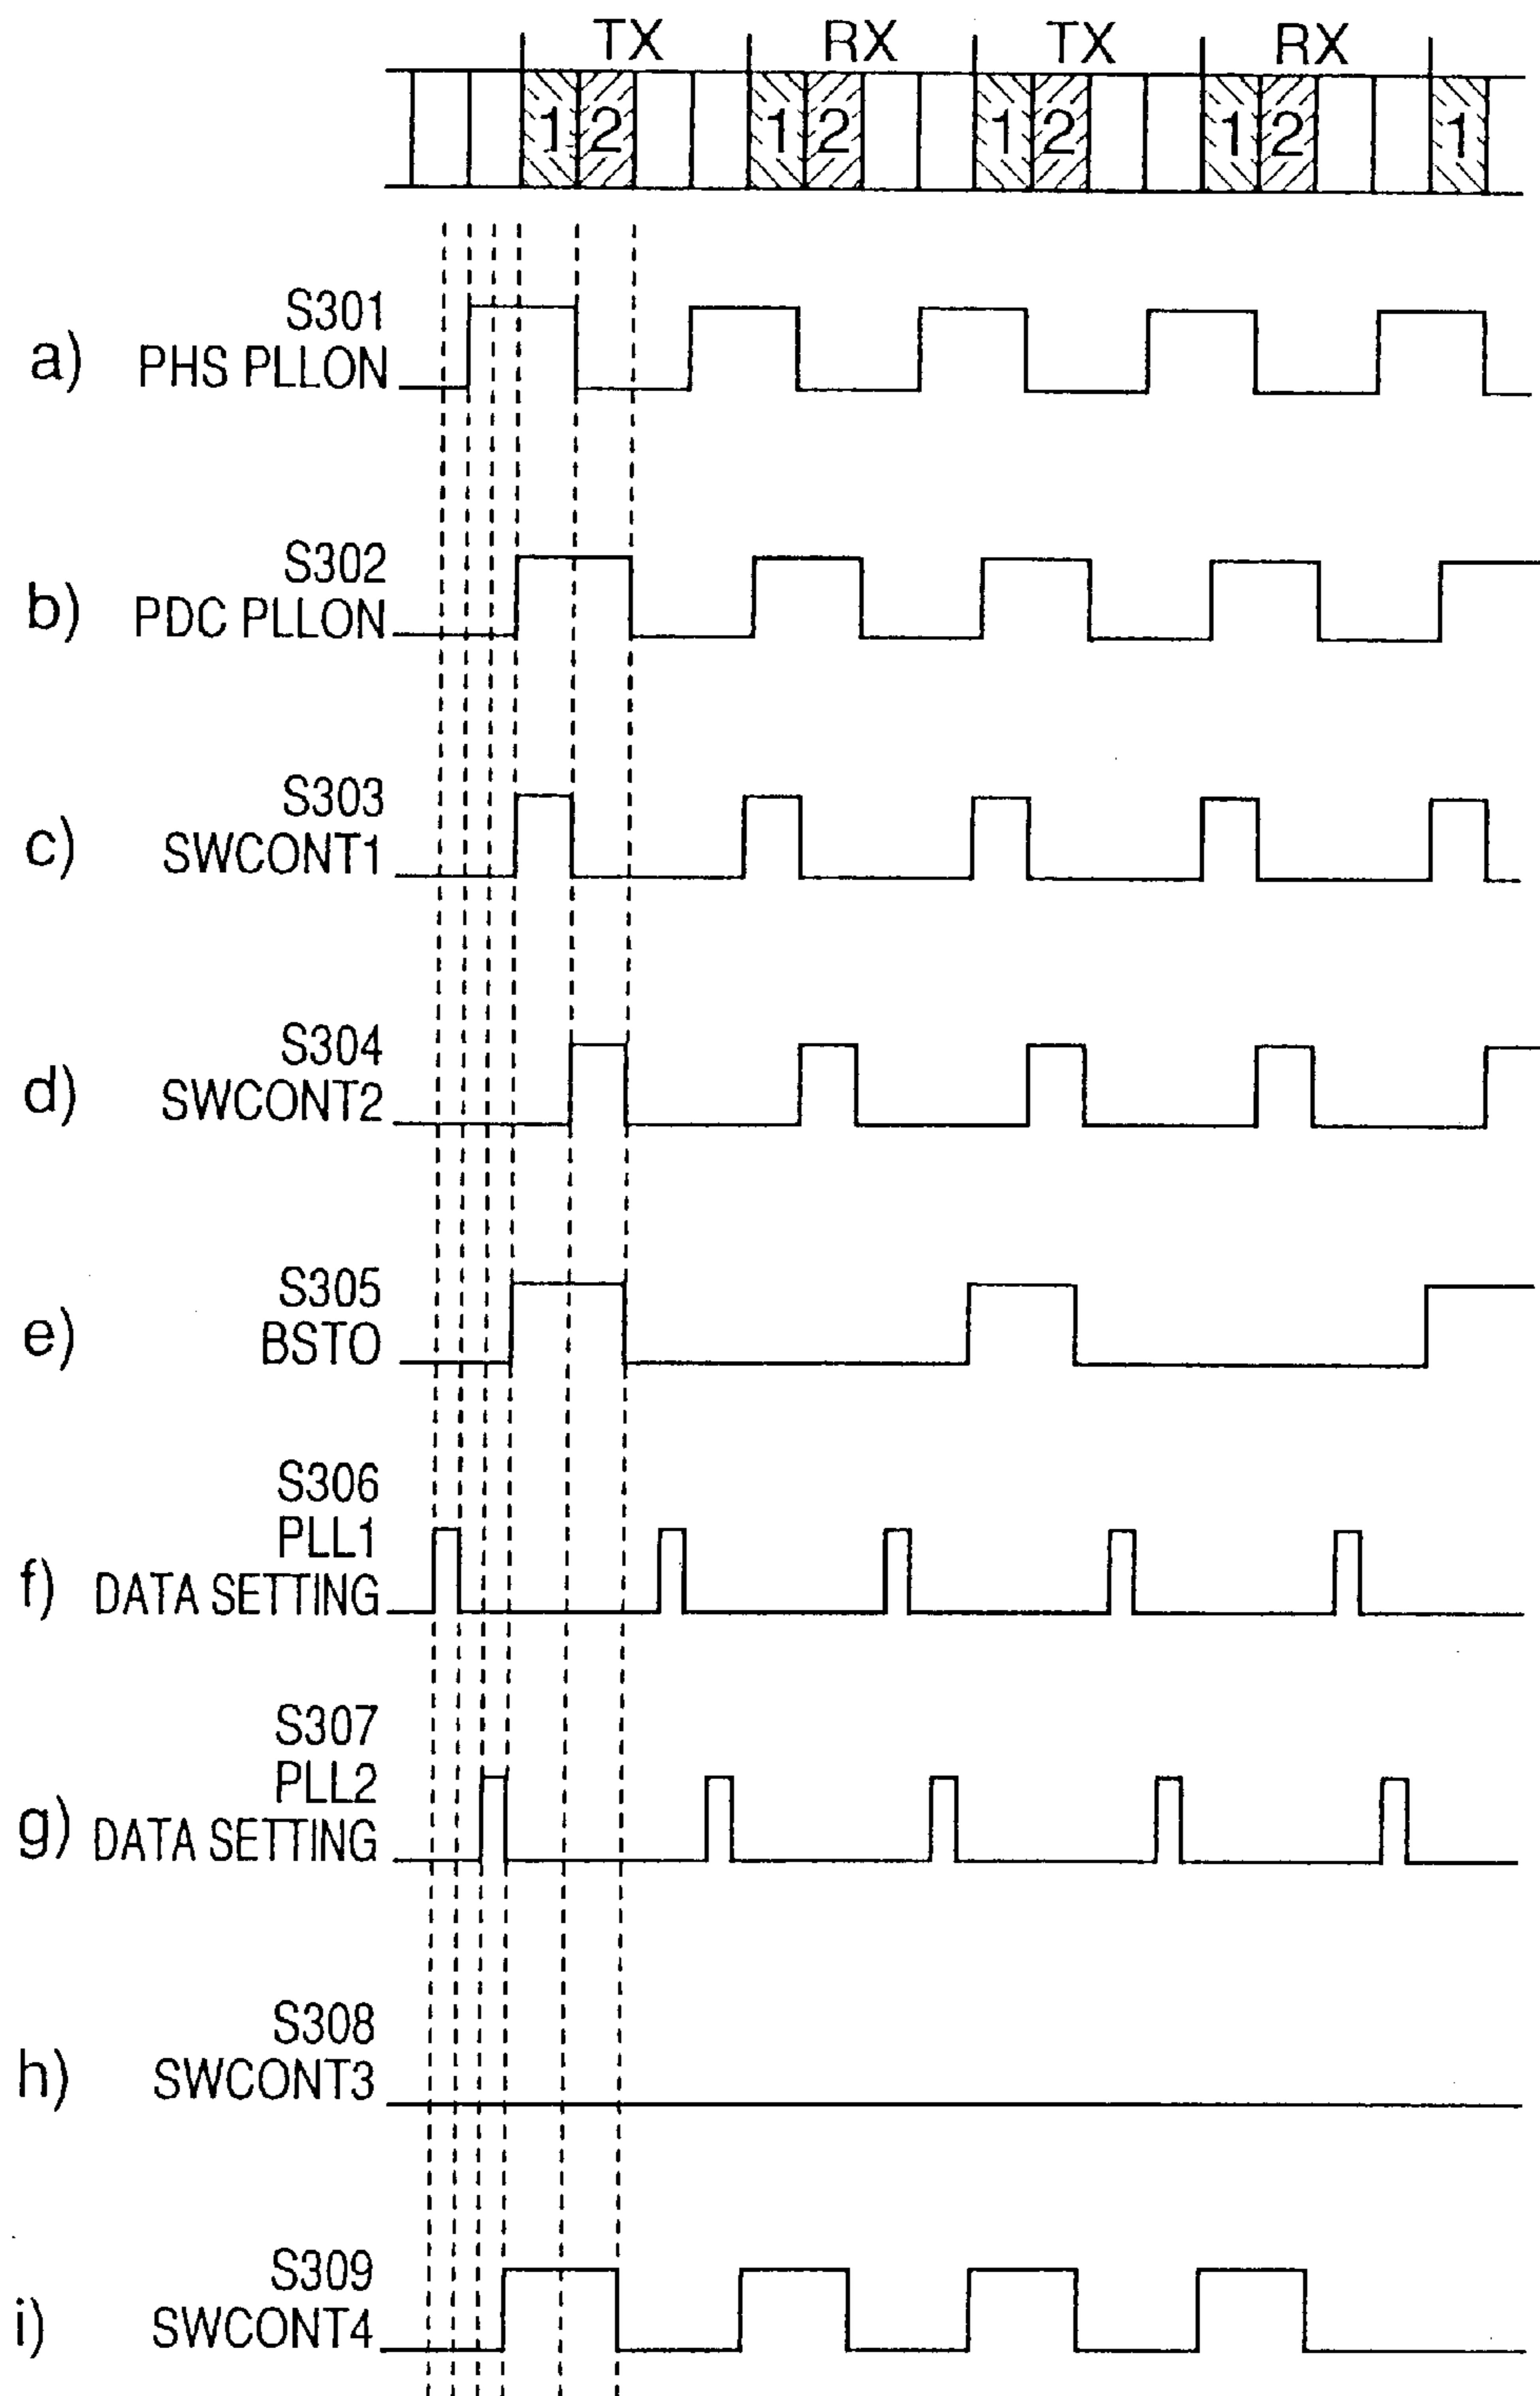 TX RX TX RX
1 2 1 2 1 2 1 2 1
a) S301
PHS PLLON
b) S302
PDC PLLON
c) S303
SWCONT1
d) S304
SWCONT2
e) S305
BSTO
f) S306
PLL1
DATA SETTING
g) S307
PLL2
DATA SETTING
h) S308
SWCONT3
i) S309
SWCONT4